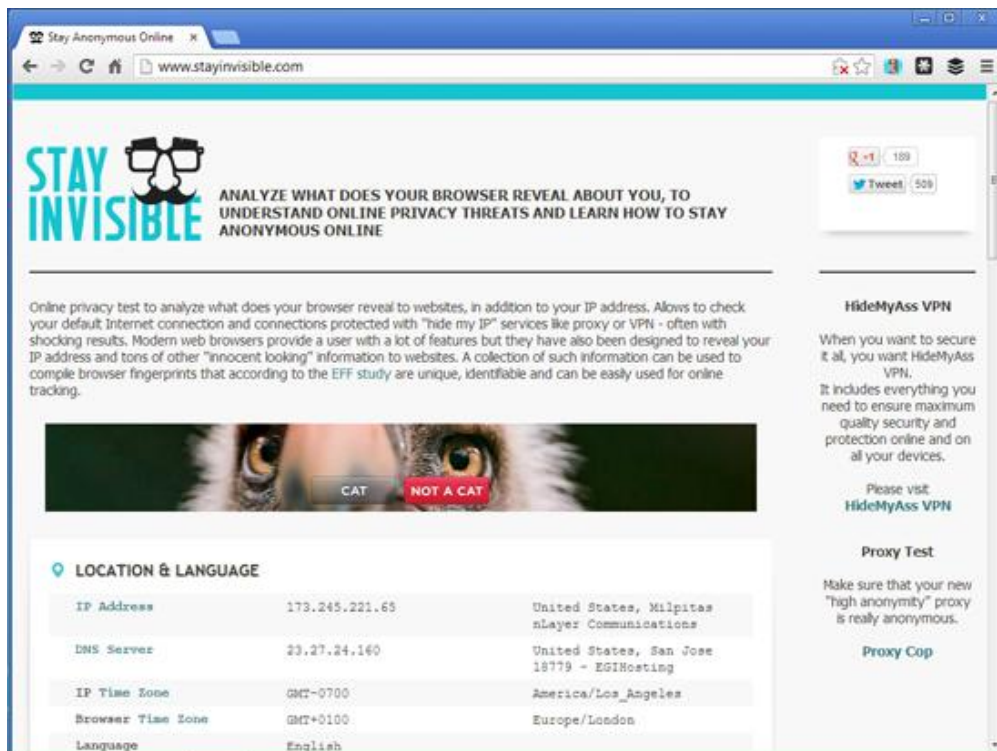 Stay Anonymous Online
www.stayinvisible.com
STAY
INVISIBLE
ANALYZE WHAT DOES YOUR BROWSER REVEAL ABOUT YOU, TO
UNDERSTAND ONLINE PRIVACY THREATS AND LEARN HOW TO STAY
ANONYMOUS ONLINE
+1 189
Tweet 509
Online privacy test to analyze what does your browser reveal to websites, in addition to your IP address. Allows to check
your default Internet connection and connections protected with "hide my IP" services like proxy or VPN - often with
shocking results. Modern web browsers provide a user with a lot of features but they have also been designed to reveal your
IP address and tons of other "innocent looking" information to websites. A collection of such information can be used to
compile browser fingerprints that according to the EFF study are unique, identifiable and can be easily used for online
tracking.
CAT NOT A CAT
LOCATION & LANGUAGE
IP Address 173.245.221.65 United States, Milpitas
nLayer Communications
DNS Server 23.27.24.160 United States, San Jose
18779 - EGIHosting
IP Time Zone GMT-0700 America/Los_Angeles
Browser Time Zone GMT+0100 Europe/London
Language English
HideMyAss VPN
When you want to secure
it all, you want HideMyAss
VPN.
It includes everything you
need to ensure maximum
quality security and
protection online and on
all your devices.
Please visit
HideMyAss VPN
Proxy Test
Make sure that your new
"high anonymity" proxy
is really anonymous.
Proxy Cop